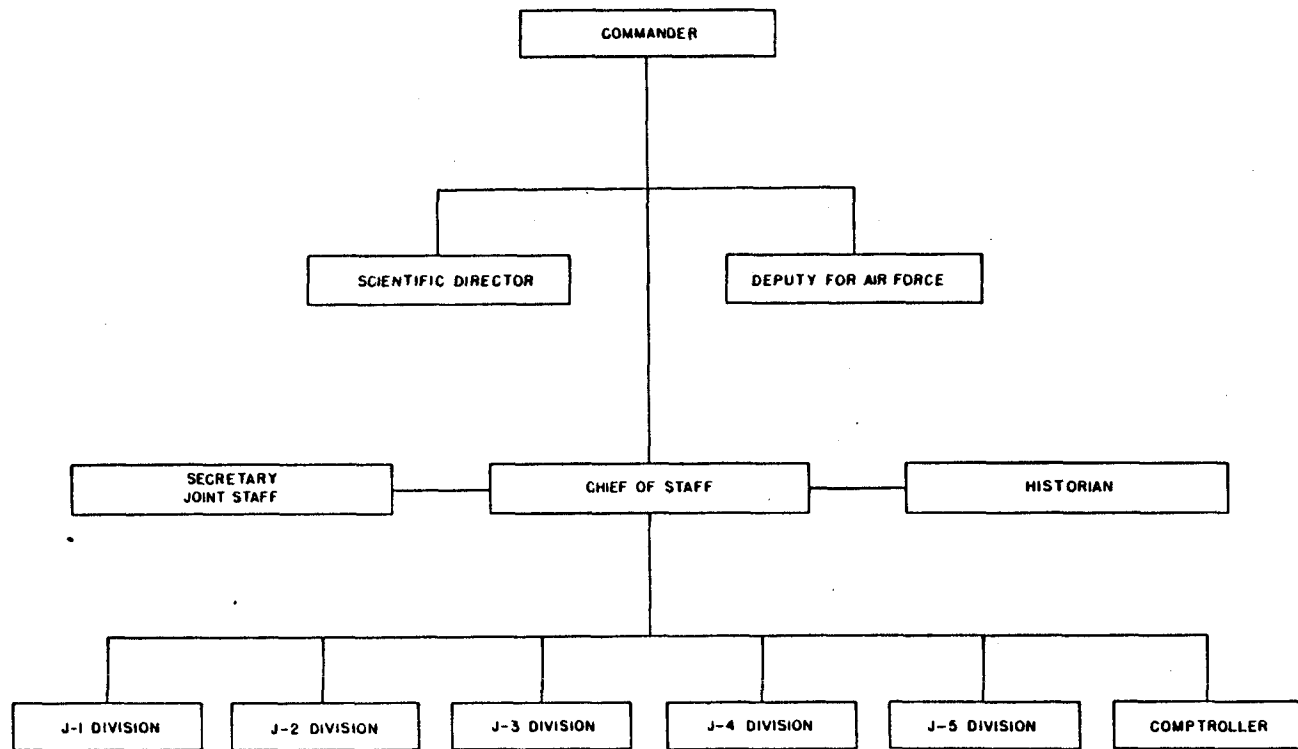 COMMANDER
SCIENTIFIC DIRECTOR
DEPUTY FOR AIR FORCE
SECRETARY
JOINT STAFF
CHIEF OF STAFF
HISTORIAN
J-1 DIVISION
J-2 DIVISION
J-3 DIVISION
J-4 DIVISION
J-5 DIVISION
COMPTROLLER